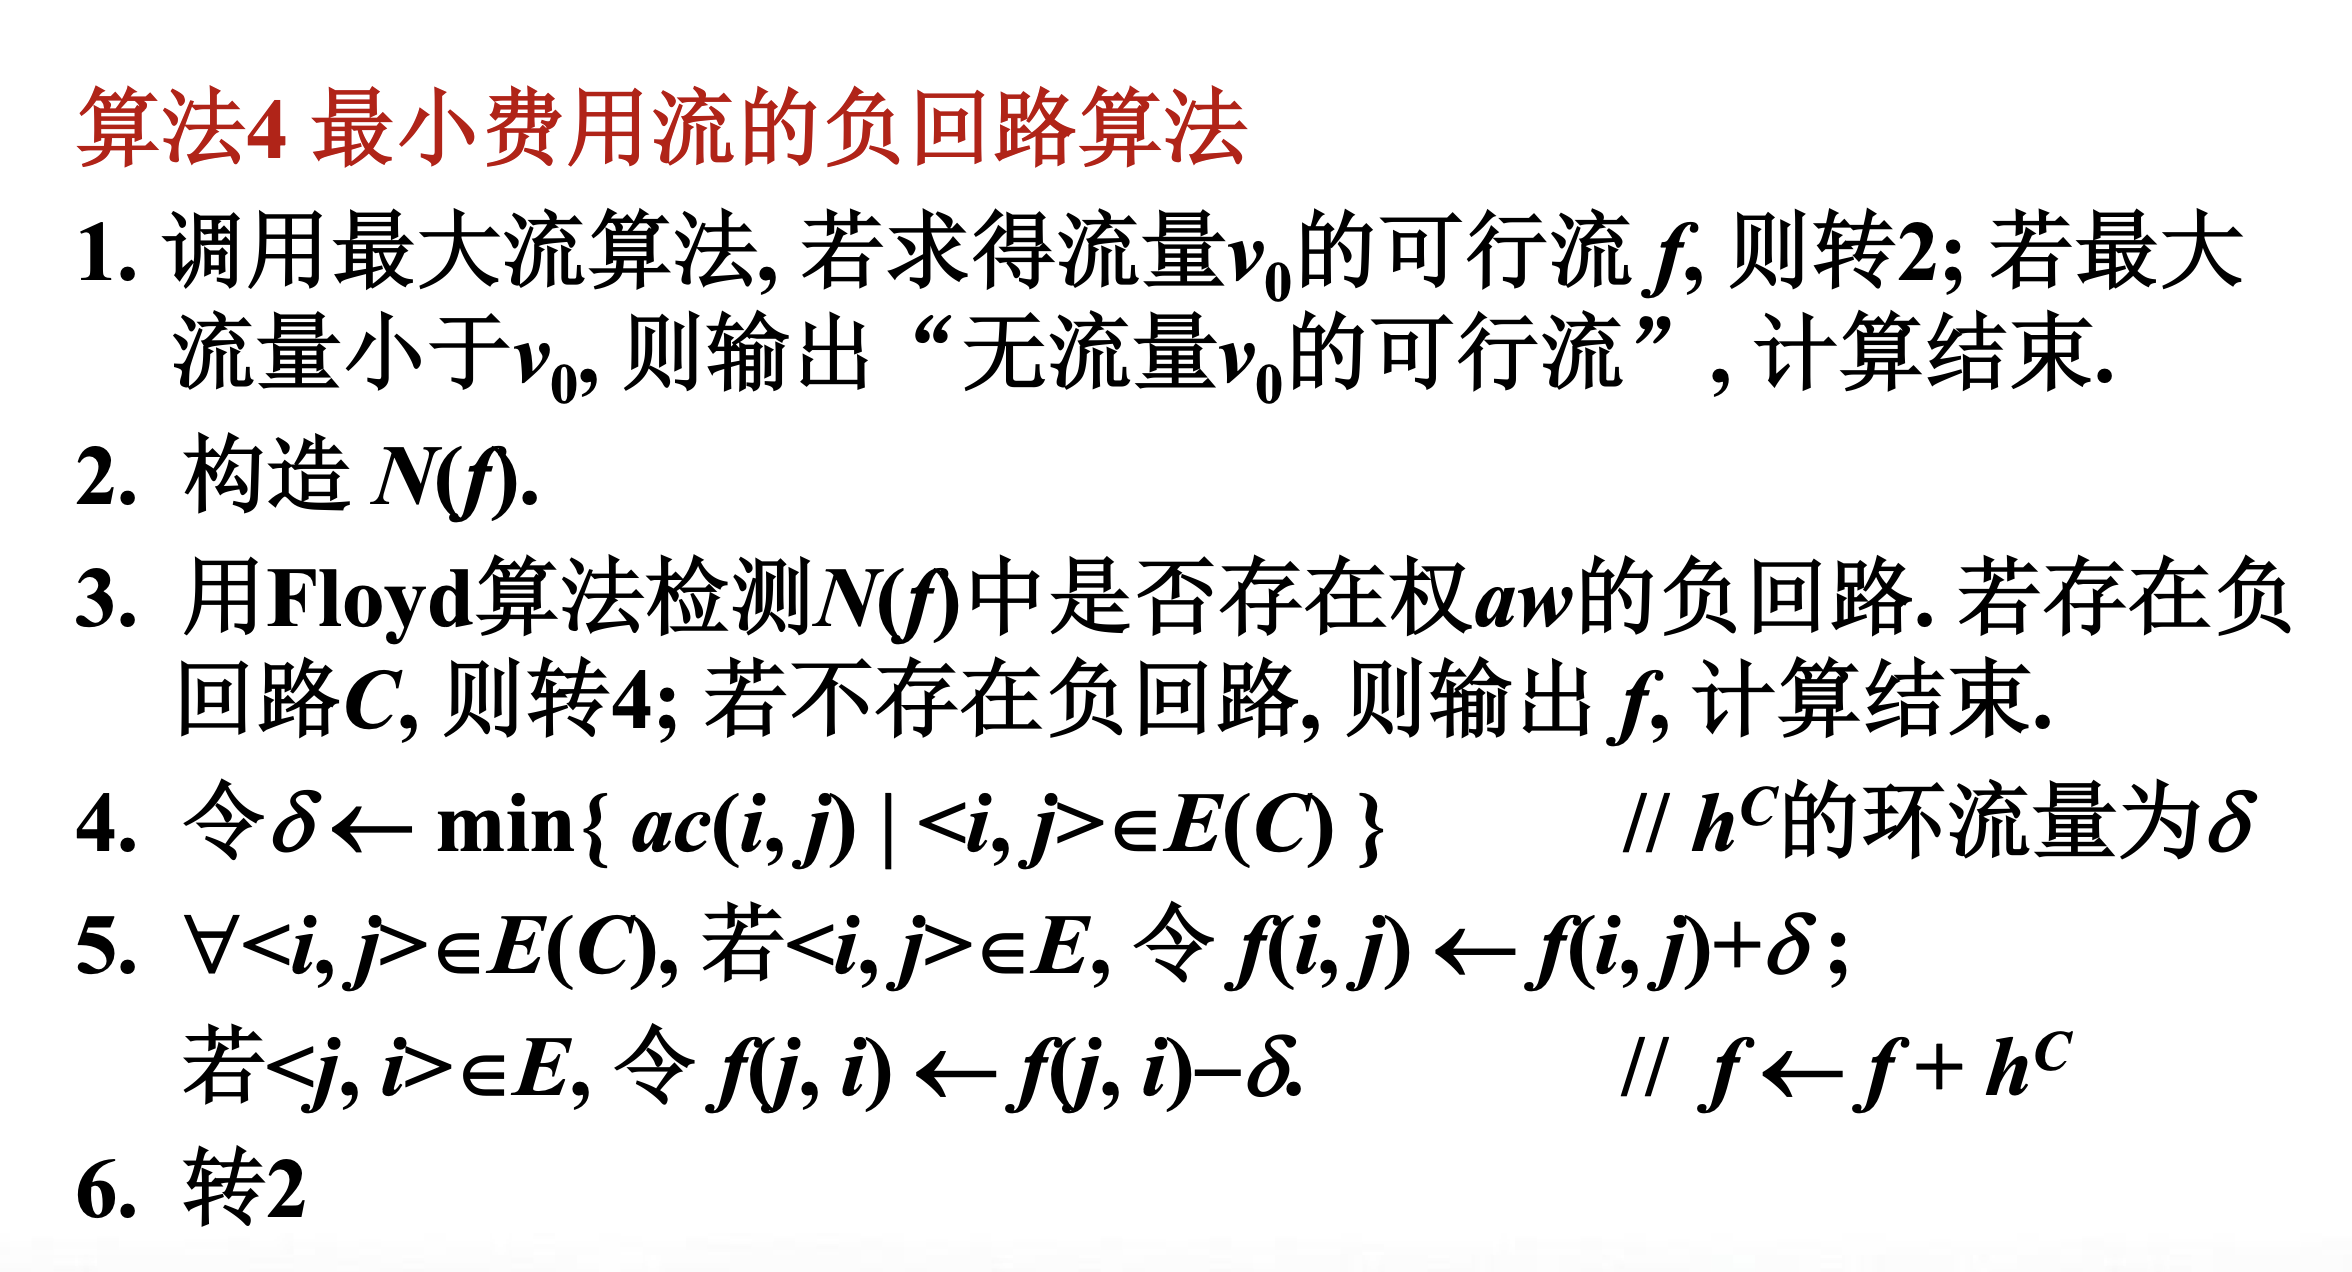 算法4 最小费用流的负回路算法
1. 调用最大流算法, 若求得流量v₀的可行流 f, 则转2; 若最大
流量小于v₀, 则输出“无流量v₀的可行流”, 计算结束.
2. 构造 N(f).
3. 用Floyd算法检测N(f)中是否存在权aw的负回路. 若存在负
回路C, 则转4; 若不存在负回路, 则输出 f, 计算结束.
4. 令δ ← min{ ac(i, j) | <i, j>∈E(C) } // hᶜ的环流量为δ
5. ∀<i, j>∈E(C), 若<i, j>∈E, 令 f(i, j) ← f(i, j)+δ ;
若<j, i>∈E, 令 f(j, i) ← f(j, i)−δ. // f ← f + hᶜ
6. 转2